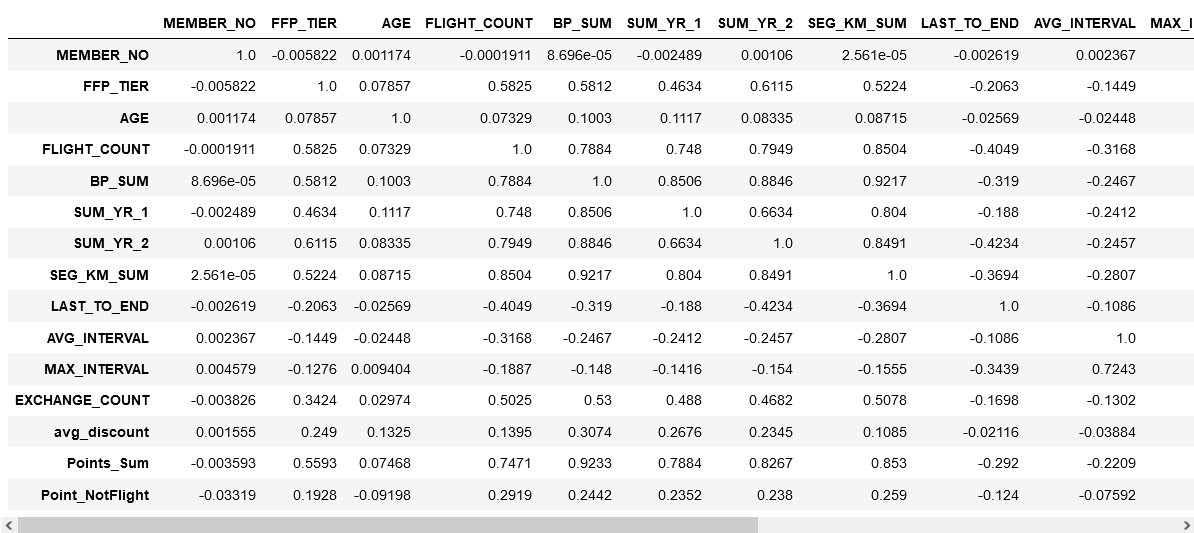 MEMBER_NO FFP_TIER AGE FLIGHT_COUNT BP_SUM SUM_YR_1 SUM_YR_2 SEG_KM_SUM LAST_TO_END AVG_INTERVAL MAX_I
MEMBER_NO 1.0 -0.005822 0.001174 -0.0001911 8.696e-05 -0.002489 0.00106 2.561e-05 -0.002619 0.002367
FFP_TIER -0.005822 1.0 0.07857 0.5825 0.5812 0.4634 0.6115 0.5224 -0.2063 -0.1449
AGE 0.001174 0.07857 1.0 0.07329 0.1003 0.1117 0.08335 0.08715 -0.02569 -0.02448
FLIGHT_COUNT -0.0001911 0.5825 0.07329 1.0 0.7884 0.748 0.7949 0.8504 -0.4049 -0.3168
BP_SUM 8.696e-05 0.5812 0.1003 0.7884 1.0 0.8506 0.8846 0.9217 -0.319 -0.2467
SUM_YR_1 -0.002489 0.4634 0.1117 0.748 0.8506 1.0 0.6634 0.804 -0.188 -0.2412
SUM_YR_2 0.00106 0.6115 0.08335 0.7949 0.8846 0.6634 1.0 0.8491 -0.4234 -0.2457
SEG_KM_SUM 2.561e-05 0.5224 0.08715 0.8504 0.9217 0.804 0.8491 1.0 -0.3694 -0.2807
LAST_TO_END -0.002619 -0.2063 -0.02569 -0.4049 -0.319 -0.188 -0.4234 -0.3694 1.0 -0.1086
AVG_INTERVAL 0.002367 -0.1449 -0.02448 -0.3168 -0.2467 -0.2412 -0.2457 -0.2807 -0.1086 1.0
MAX_INTERVAL 0.004579 -0.1276 0.009404 -0.1887 -0.148 -0.1416 -0.154 -0.1555 -0.3439 0.7243
EXCHANGE_COUNT -0.003826 0.3424 0.02974 0.5025 0.53 0.488 0.4682 0.5078 -0.1698 -0.1302
avg_discount 0.001555 0.249 0.1325 0.1395 0.3074 0.2676 0.2345 0.1085 -0.02116 -0.03884
Points_Sum -0.003593 0.5593 0.07468 0.7471 0.9233 0.7884 0.8267 0.853 -0.292 -0.2209
Point_NotFlight -0.03319 0.1928 -0.09198 0.2919 0.2442 0.2352 0.238 0.259 -0.124 -0.07592